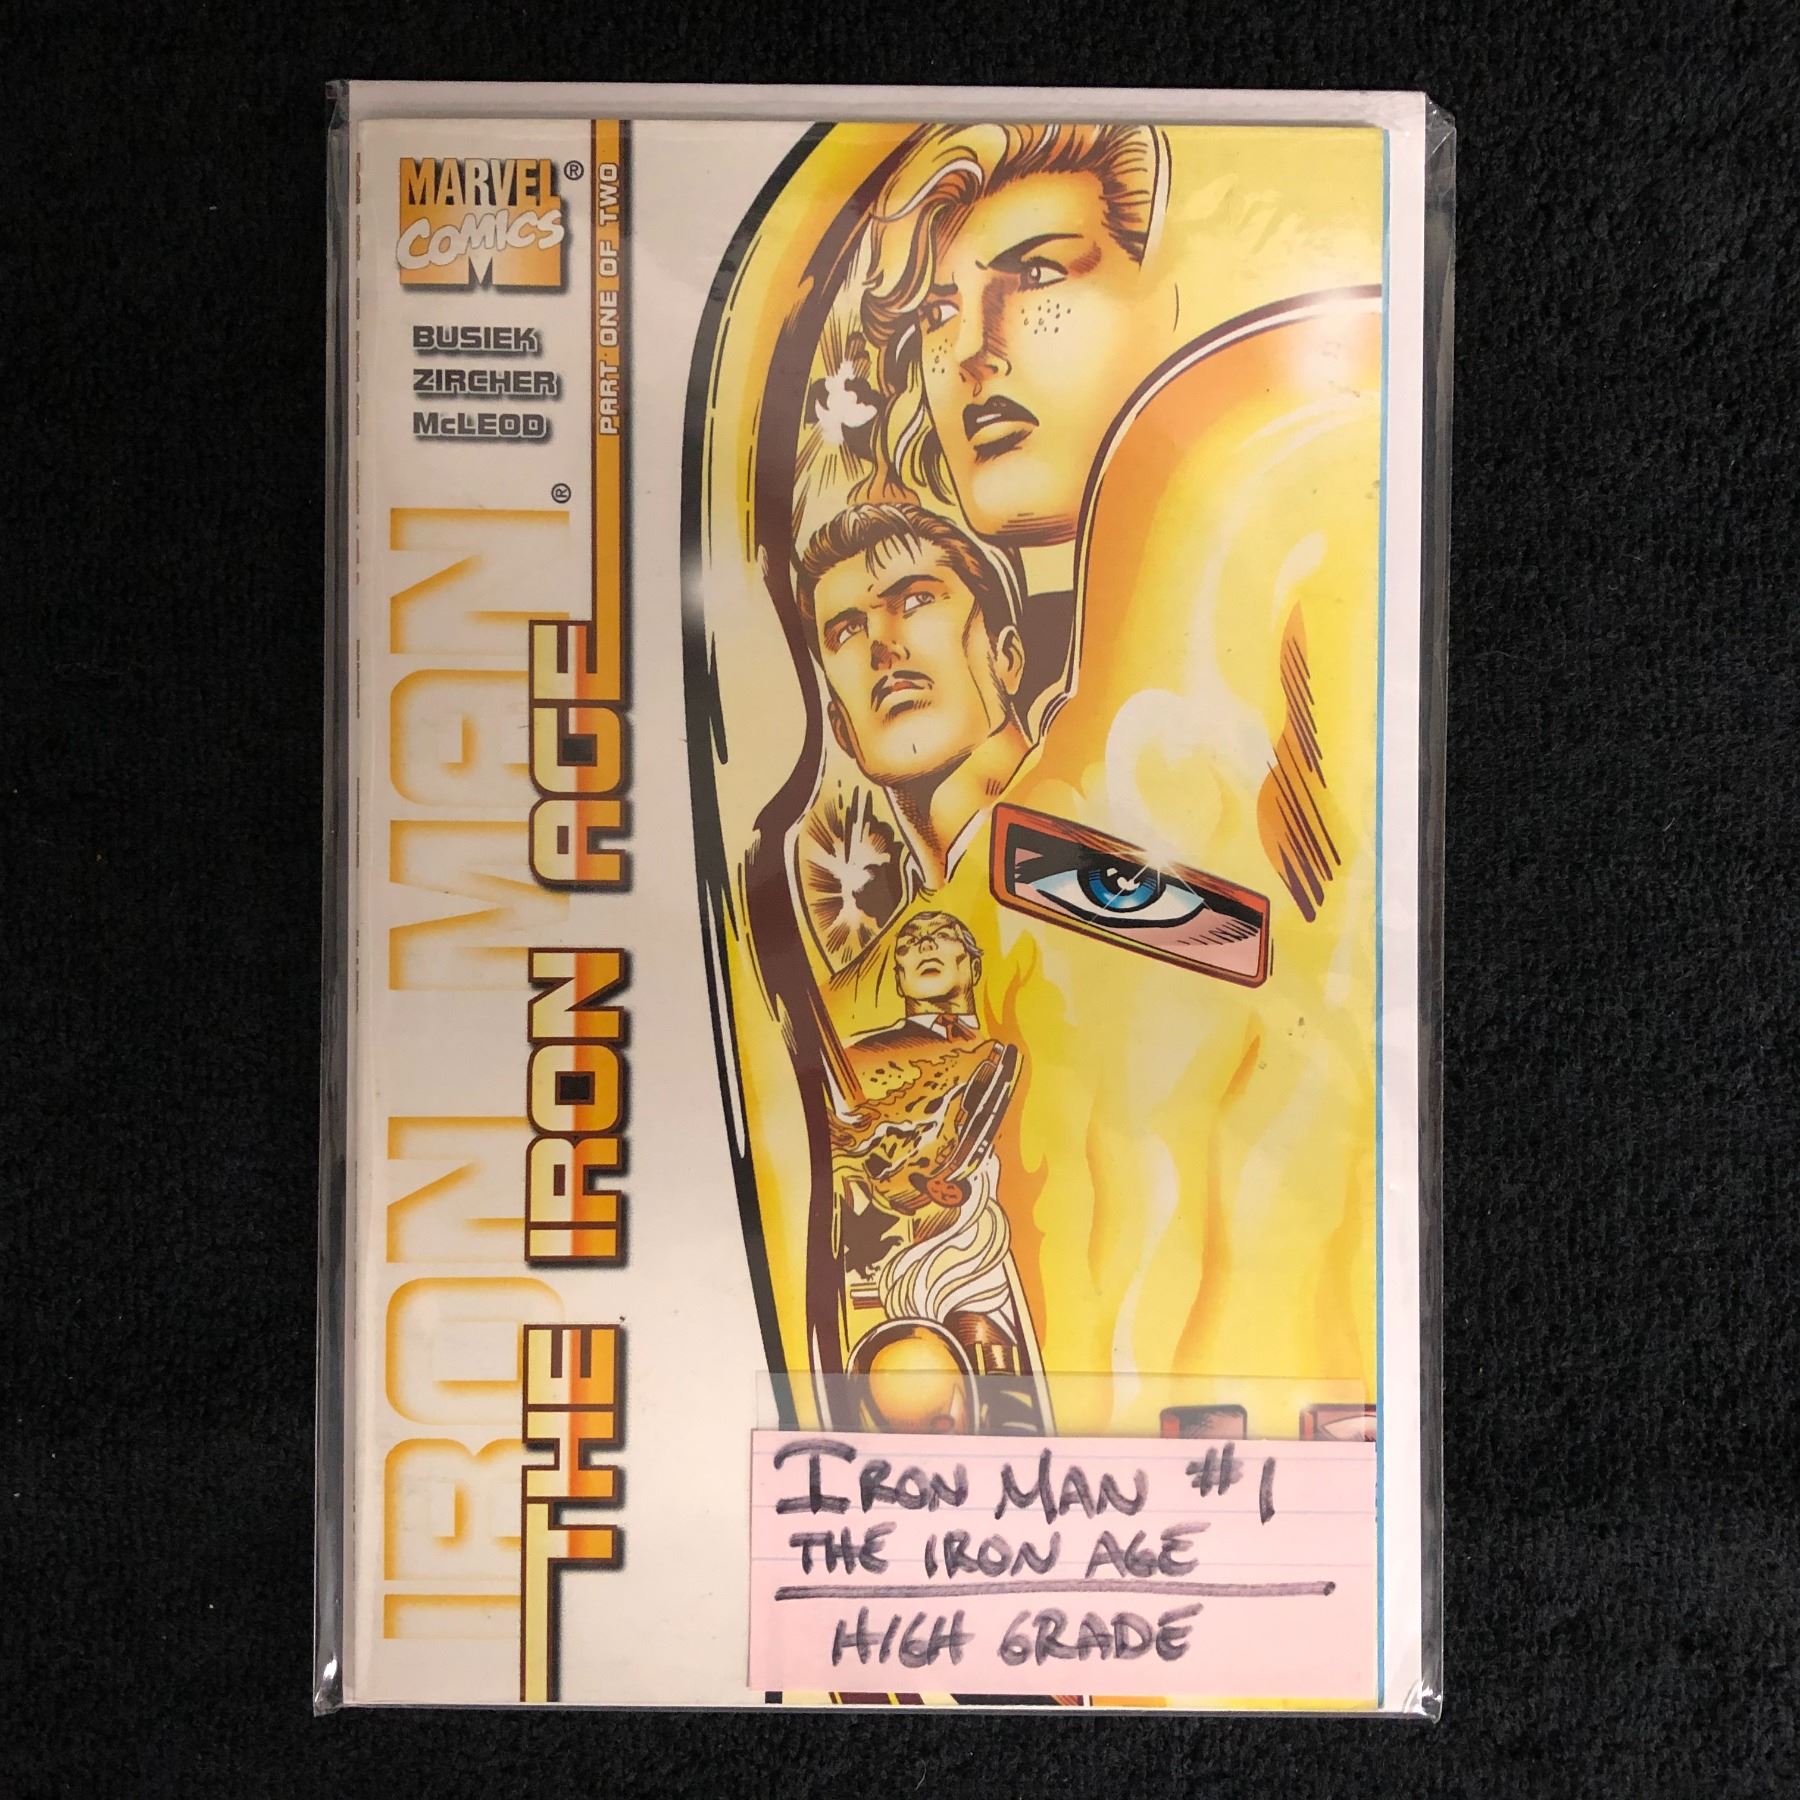 MARVEL®
COMICS
BUSIEK
ZIRCHER
McLEOD
PART ONE OF TWO
IRON MAN®
THE IRON AGE
IRON MAN #1
THE IRON AGE
HIGH GRADE